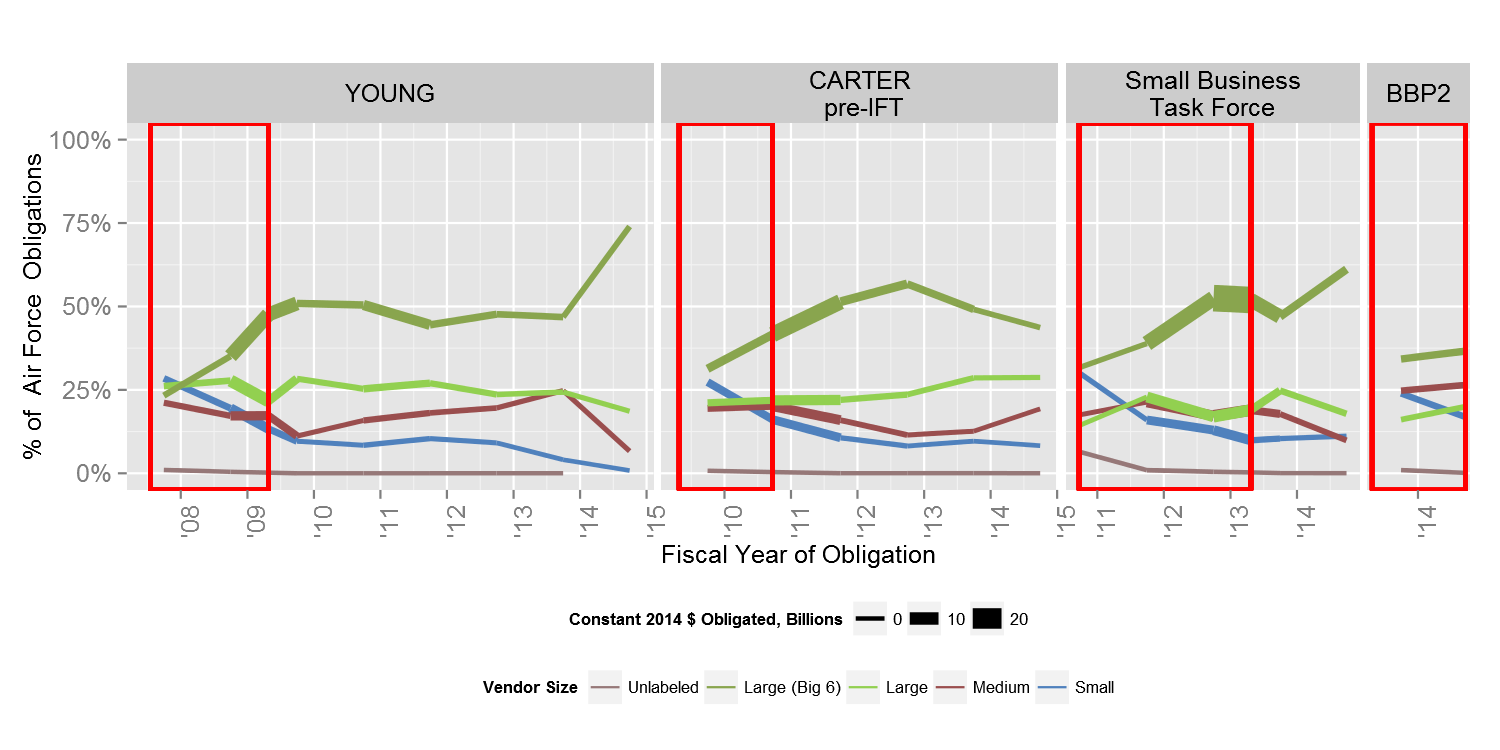 YOUNG
CARTER
pre-IFT
Small Business
Task Force
BBP2
% of Air Force Obligations
100%
75%
50%
25%
0%
'08 '09 '10 '11 '12 '13 '14 '15
'10 '11 '12 '13 '14 '15
'11 '12 '13 '14
'14
Fiscal Year of Obligation
Constant 2014 $ Obligated, Billions 0 10 20
Vendor Size Unlabeled Large (Big 6) Large Medium Small